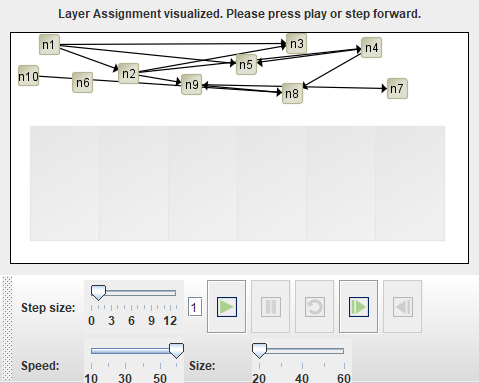 Layer Assignment visualized. Please press play or step forward.
n1 n3 n4
n5
n10 n6 n2 n9 n8 n7
Step size: 0 3 6 9 12 1
Speed: 10 30 50 Size: 20 40 60